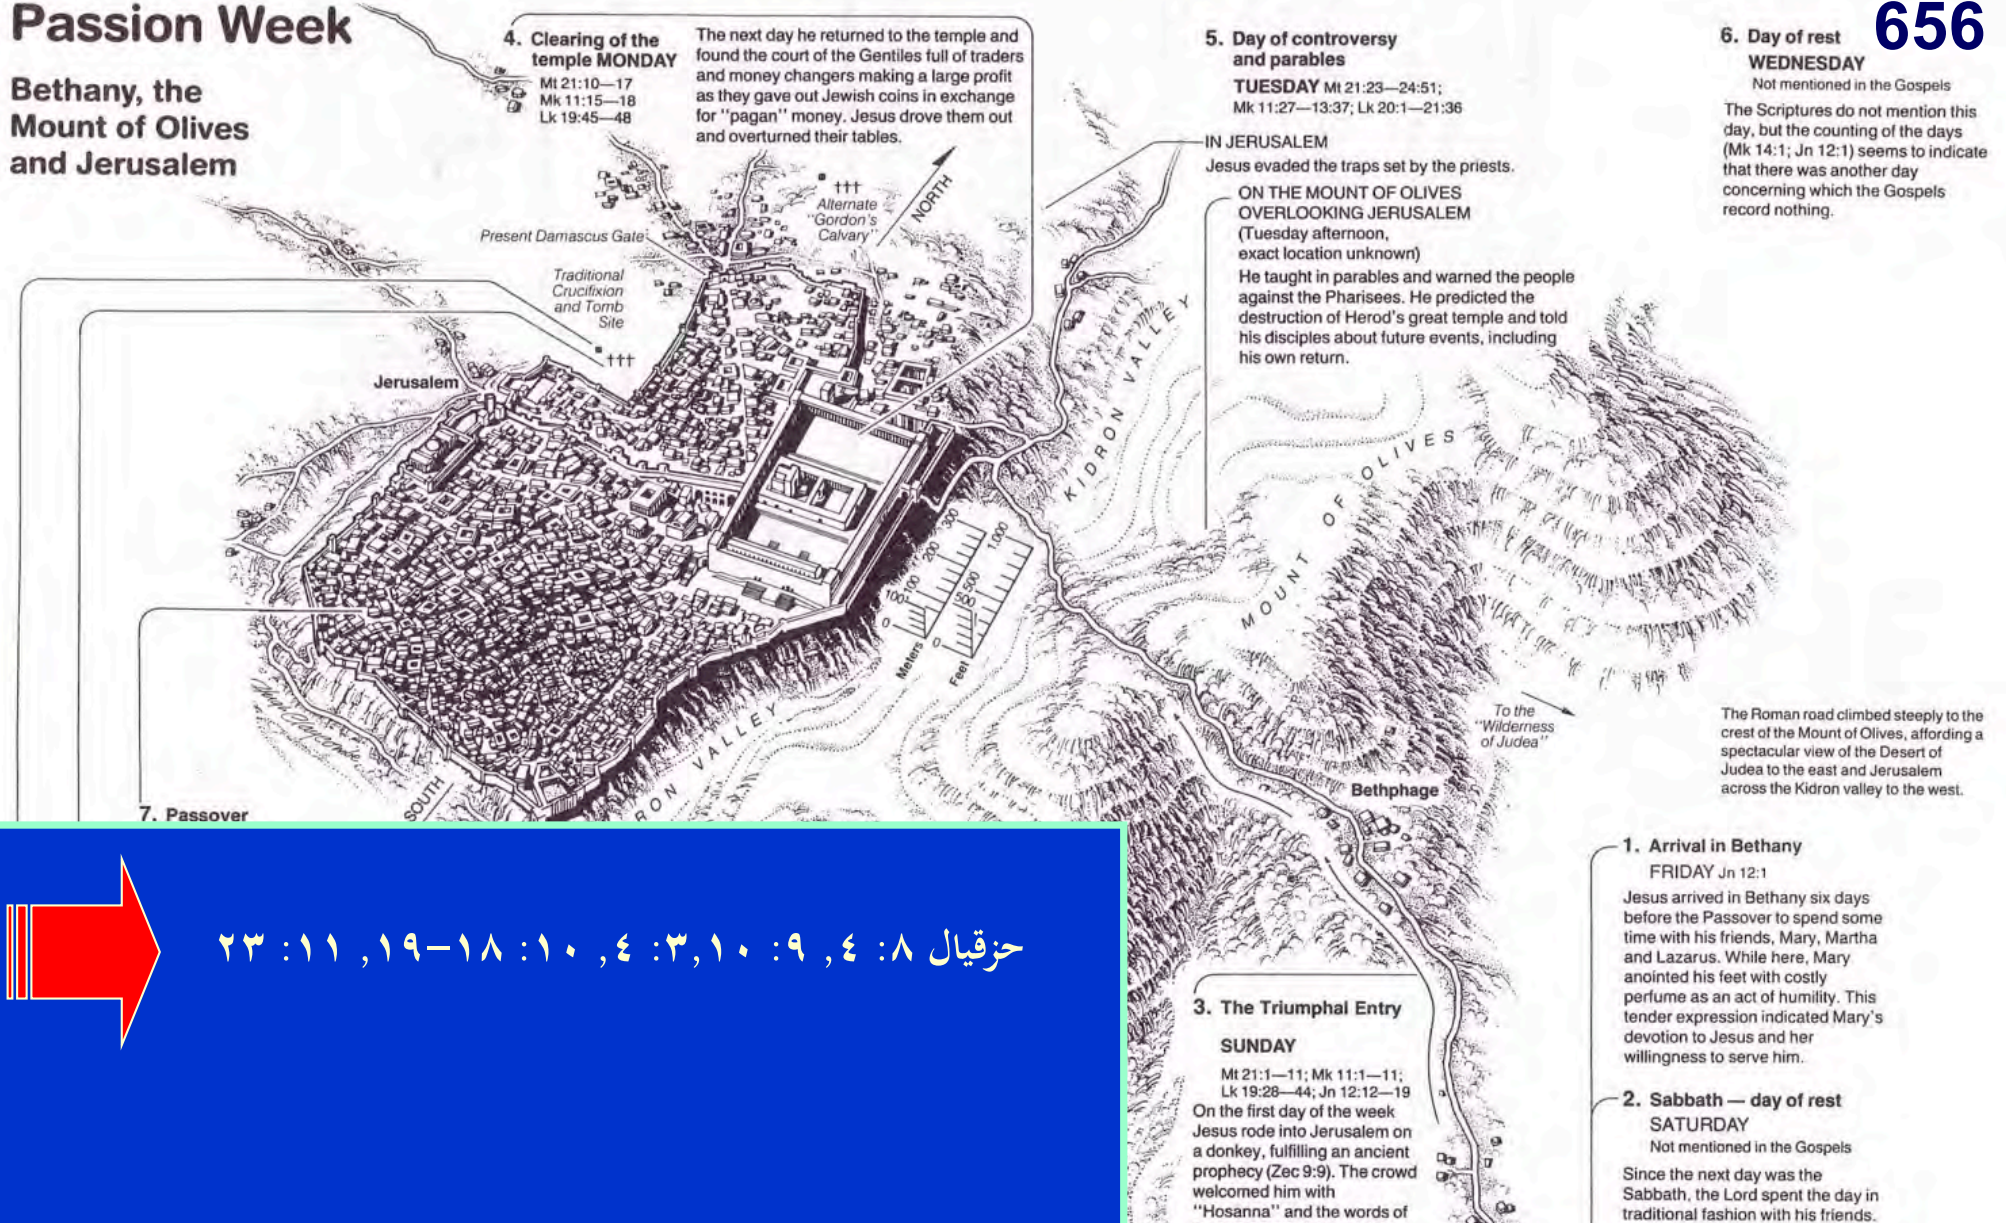 Passion Week
Bethany, the
Mount of Olives
and Jerusalem
656
4. Clearing of the
temple MONDAY
Mt 21:10—17
Mk 11:15—18
Lk 19:45—48
The next day he returned to the temple and
found the court of the Gentiles full of traders
and money changers making a large profit
as they gave out Jewish coins in exchange
for "pagan" money. Jesus drove them out
and overturned their tables.
5. Day of controversy
and parables
TUESDAY Mt 21:23—24:51;
Mk 11:27—13:37; Lk 20:1—21:36
IN JERUSALEM
Jesus evaded the traps set by the priests.
ON THE MOUNT OF OLIVES
OVERLOOKING JERUSALEM
(Tuesday afternoon,
exact location unknown)
He taught in parables and warned the people
against the Pharisees. He predicted the
destruction of Herod's great temple and told
his disciples about future events, including
his own return.
6. Day of rest
WEDNESDAY
Not mentioned in the Gospels
The Scriptures do not mention this
day, but the counting of the days
(Mk 14:1; Jn 12:1) seems to indicate
that there was another day
concerning which the Gospels
record nothing.
Alternate
"Gordon's
Calvary"
NORTH
Present Damascus Gate
Traditional
Crucifixion
and Tomb
Site
Jerusalem
KIDRON VALLEY
MOUNT OF OLIVES
300
200
100
100
0
Meters
1,000
500
500
0
Feet
To the
"Wilderness
of Judea"
The Roman road climbed steeply to the
crest of the Mount of Olives, affording a
spectacular view of the Desert of
Judea to the east and Jerusalem
across the Kidron valley to the west.
Bethphage
SOUTH
RON VALLEY
7. Passover
حزقيال ٨: ٤, ٩: ٣,١٠: ٤, ١٠: ١٨-١٩, ١١: ٢٣
1. Arrival in Bethany
FRIDAY Jn 12:1
Jesus arrived in Bethany six days
before the Passover to spend some
time with his friends, Mary, Martha
and Lazarus. While here, Mary
anointed his feet with costly
perfume as an act of humility. This
tender expression indicated Mary's
devotion to Jesus and her
willingness to serve him.
2. Sabbath — day of rest
SATURDAY
Not mentioned in the Gospels
Since the next day was the
Sabbath, the Lord spent the day in
traditional fashion with his friends.
3. The Triumphal Entry
SUNDAY
Mt 21:1—11; Mk 11:1—11;
Lk 19:28—44; Jn 12:12—19
On the first day of the week
Jesus rode into Jerusalem on
a donkey, fulfilling an ancient
prophecy (Zec 9:9). The crowd
welcomed him with
"Hosanna" and the words of